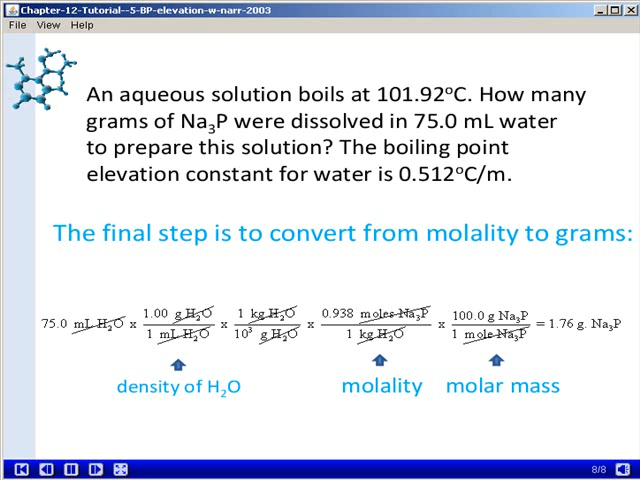 Chapter-12-Tutorial--5-BP-elevation-w-narr-2003
File View Help
An aqueous solution boils at 101.92°C. How many
grams of Na₃P were dissolved in 75.0 mL water
to prepare this solution? The boiling point
elevation constant for water is 0.512°C/m.
The final step is to convert from molality to grams:
75.0 mL H₂O x 1.00 g H₂O / 1 mL H₂O x 1 kg H₂O / 10³ g H₂O x 0.938 moles Na₃P / 1 kg H₂O x 100.0 g Na₃P / 1 mole Na₃P = 1.76 g. Na₃P
density of H₂O molality molar mass
8/8